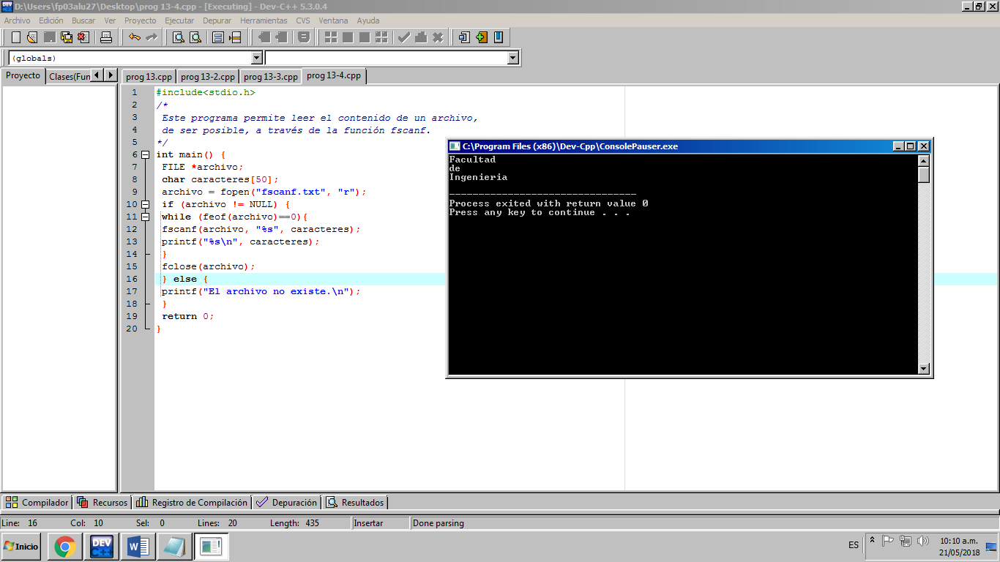 D:\Users\fp03alu27\Desktop\prog 13-4.cpp - [Executing] - Dev-C++ 5.3.0.4
Archivo Edición Buscar Ver Proyecto Ejecutar Depurar Herramientas CVS Ventana Ayuda
(globals)
Proyecto Clases(Fun prog 13.cpp prog 13-2.cpp prog 13-3.cpp prog 13-4.cpp
1 #include<stdio.h>
2 /*
3 Este programa permite leer el contenido de un archivo,
4 de ser posible, a través de la función fscanf.
5 */
6 int main() {
7 FILE *archivo;
8 char caracteres[50];
9 archivo = fopen("fscanf.txt", "r");
10 if (archivo != NULL) {
11 while (feof(archivo)==0){
12 fscanf(archivo, "%s", caracteres);
13 printf("%s\n", caracteres);
14 }
15 fclose(archivo);
16 } else {
17 printf("El archivo no existe.\n");
18 }
19 return 0;
20 }
C:\Program Files (x86)\Dev-Cpp\ConsolePauser.exe
Facultad
de
Ingenieria
--------------------------------
Process exited with return value 0
Press any key to continue . . .
Compilador Recursos Registro de Compilación Depuración Resultados
Line: 16 Col: 10 Sel: 0 Lines: 20 Length: 435 Insertar Done parsing
Inicio DEV C++ W ES 10:10 a.m.
21/05/2018